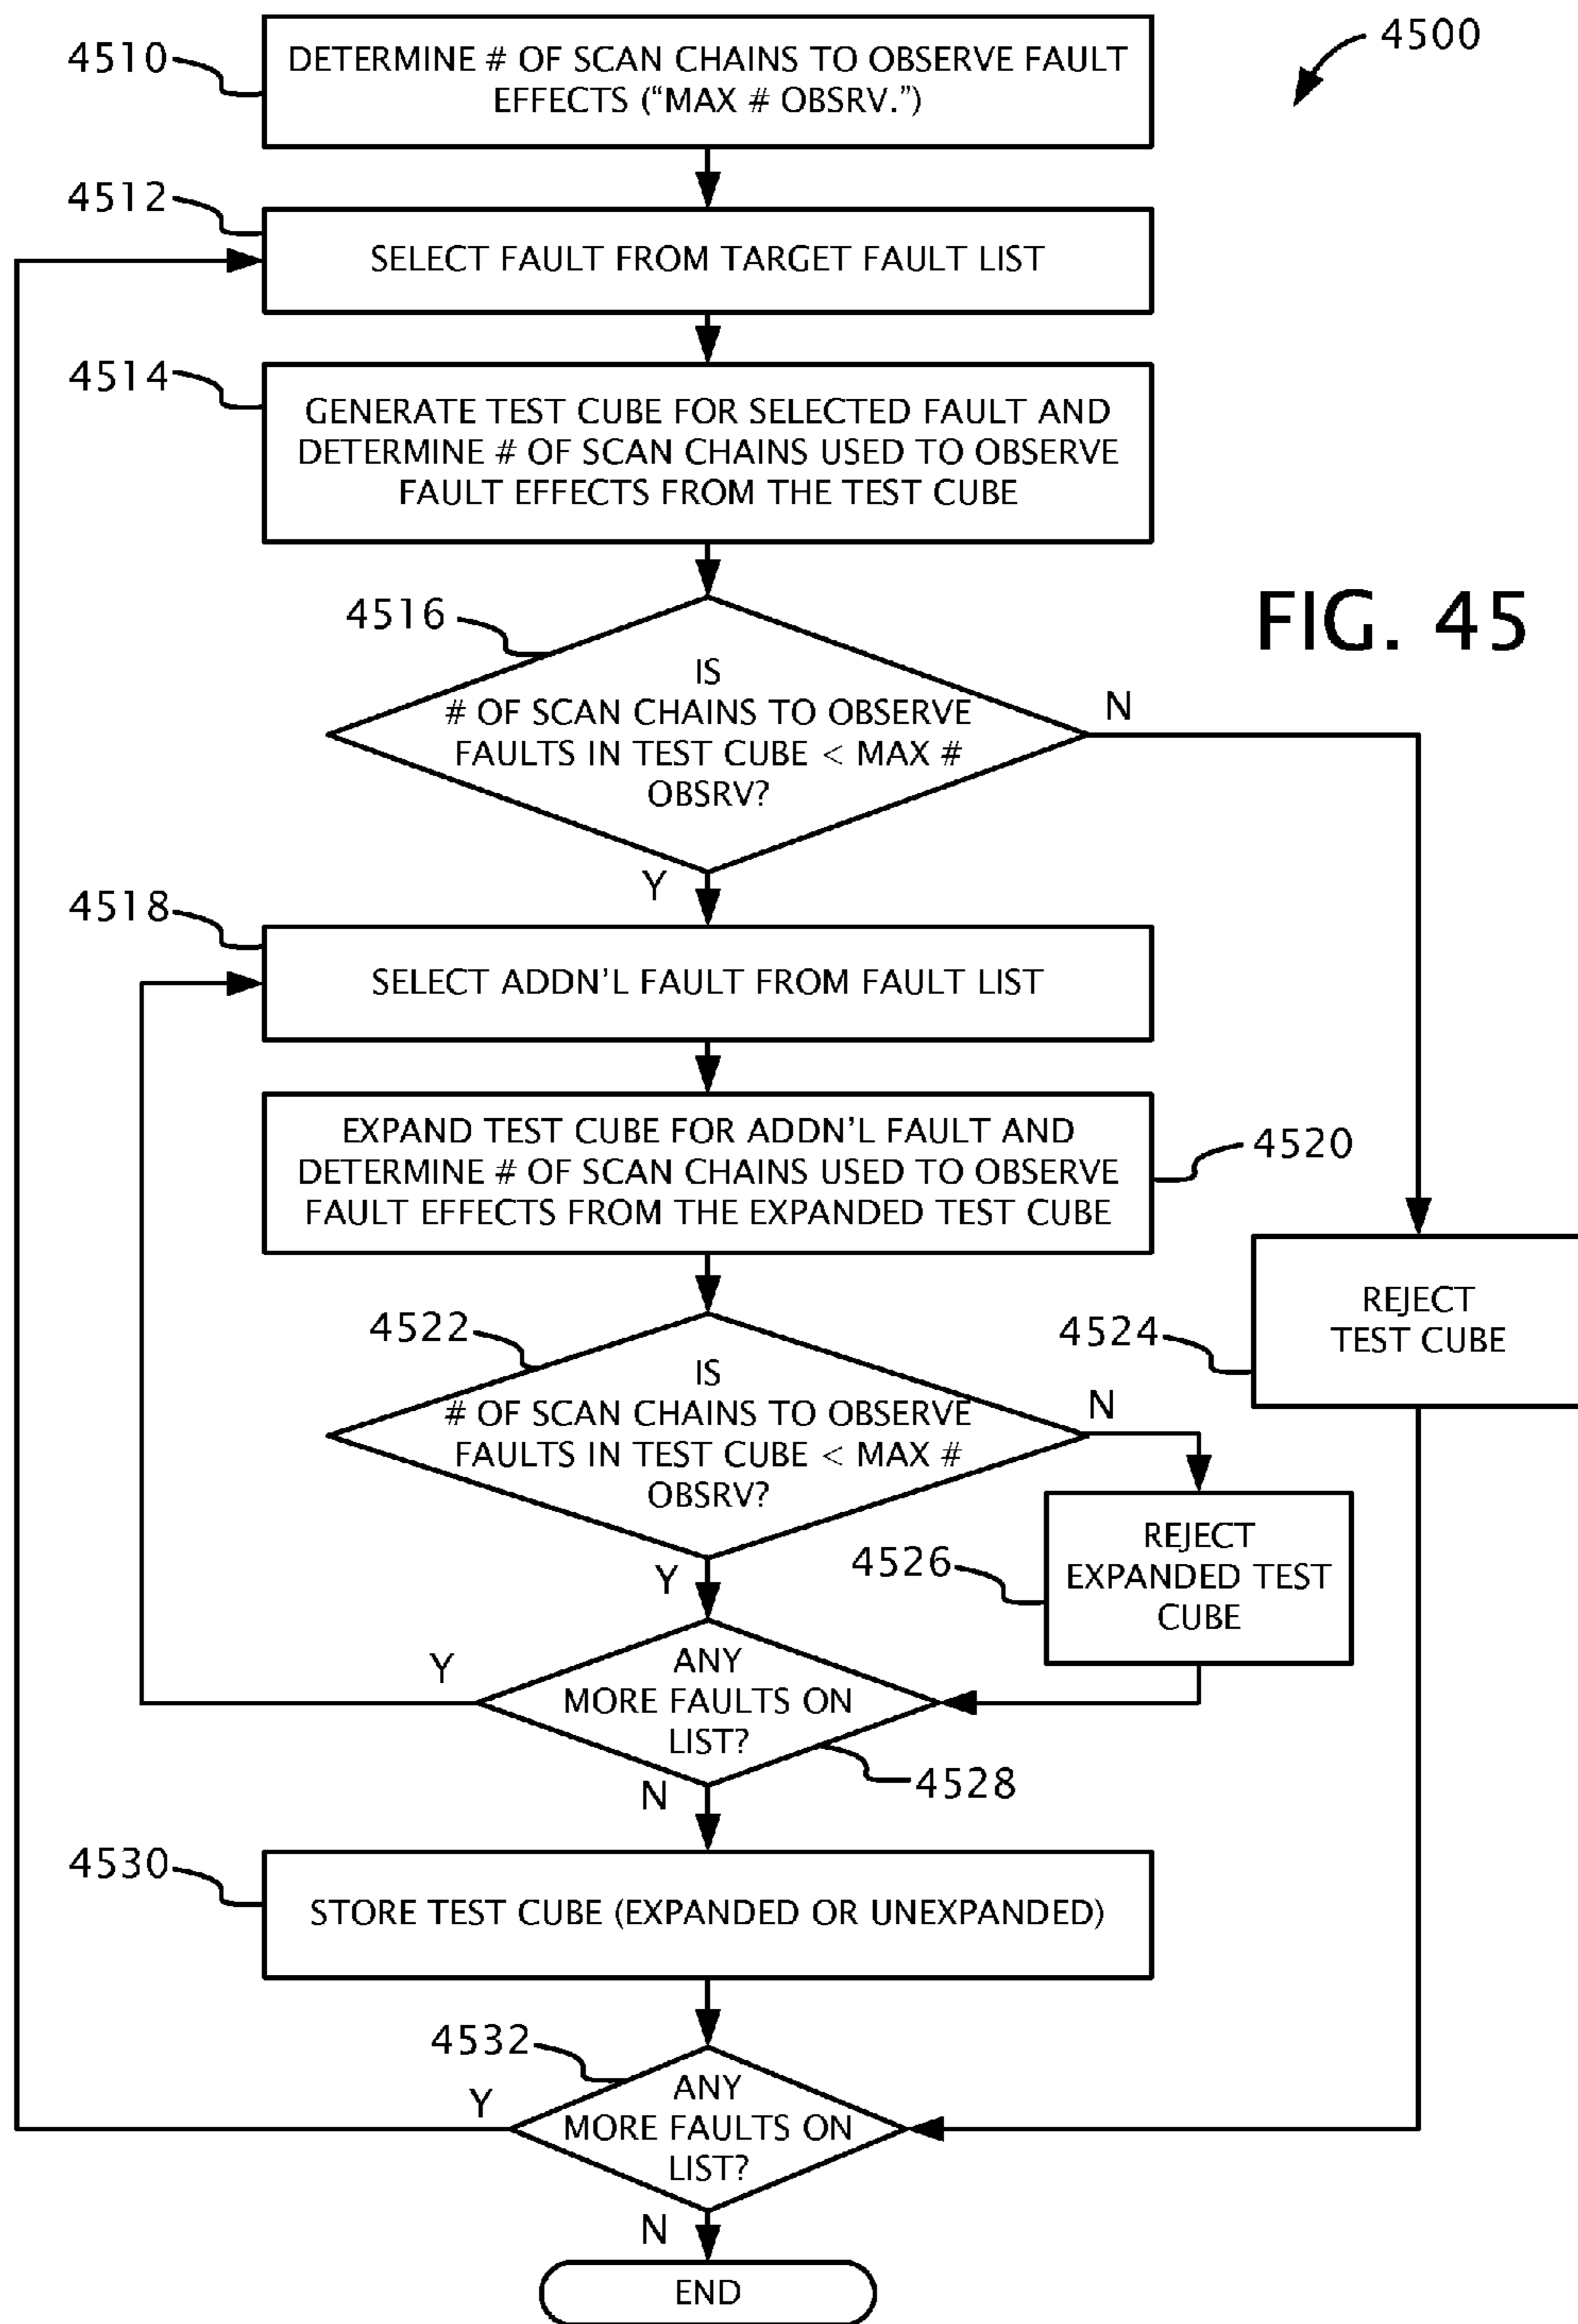 4500
4510
DETERMINE # OF SCAN CHAINS TO OBSERVE FAULT
EFFECTS (“MAX # OBSRV.”)
4512
SELECT FAULT FROM TARGET FAULT LIST
4514
GENERATE TEST CUBE FOR SELECTED FAULT AND
DETERMINE # OF SCAN CHAINS USED TO OBSERVE
FAULT EFFECTS FROM THE TEST CUBE
FIG. 45
4516
IS
# OF SCAN CHAINS TO OBSERVE
FAULTS IN TEST CUBE < MAX #
OBSRV?
N
Y
4518
SELECT ADDN’L FAULT FROM FAULT LIST
EXPAND TEST CUBE FOR ADDN’L FAULT AND
DETERMINE # OF SCAN CHAINS USED TO OBSERVE
FAULT EFFECTS FROM THE EXPANDED TEST CUBE
4520
4522
IS
# OF SCAN CHAINS TO OBSERVE
FAULTS IN TEST CUBE < MAX #
OBSRV?
N
Y
4524
REJECT
TEST CUBE
4526
REJECT
EXPANDED TEST
CUBE
ANY
MORE FAULTS ON
LIST?
Y
4528
N
4530
STORE TEST CUBE (EXPANDED OR UNEXPANDED)
4532
ANY
MORE FAULTS ON
LIST?
Y
N
END